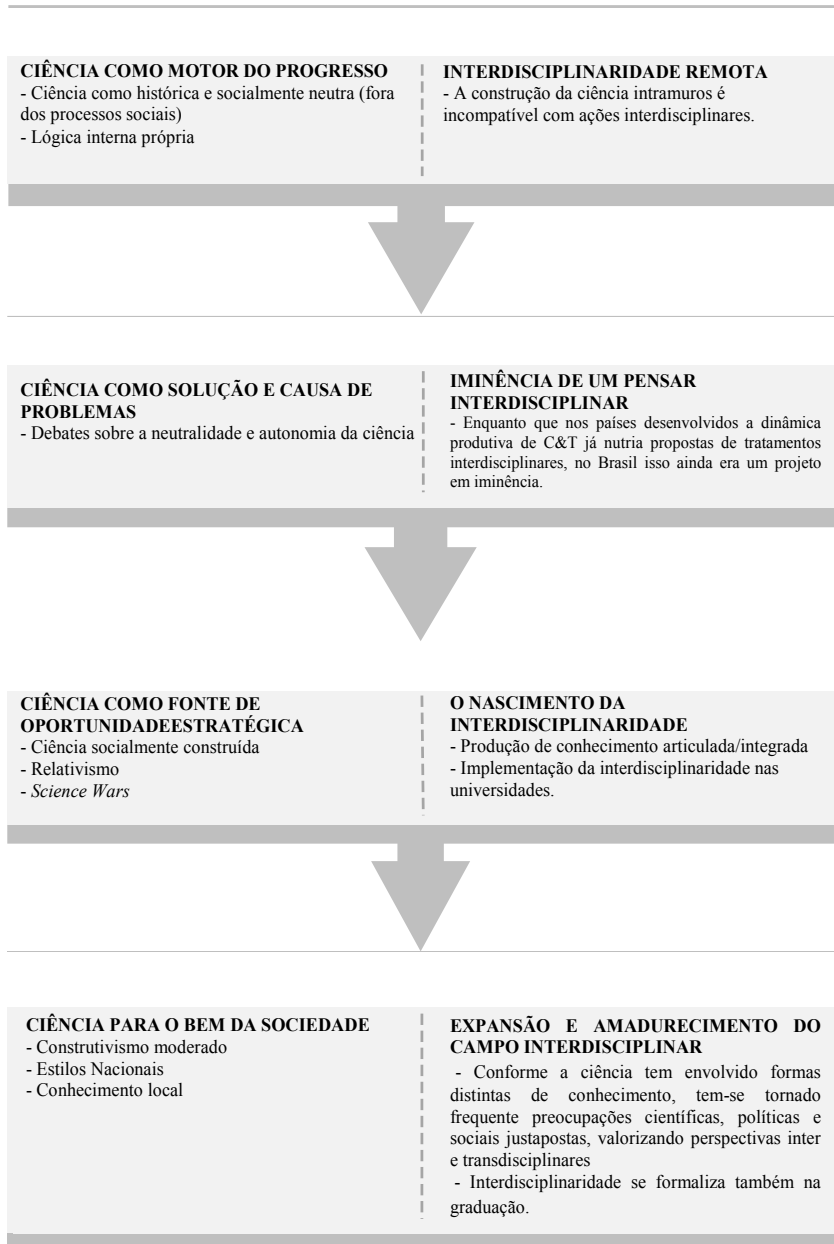 CIÊNCIA COMO MOTOR DO PROGRESSO
- Ciência como histórica e socialmente neutra (fora
dos processos sociais)
- Lógica interna própria
INTERDISCIPLINARIDADE REMOTA
- A construção da ciência intramuros é
incompatível com ações interdisciplinares.
CIÊNCIA COMO SOLUÇÃO E CAUSA DE
PROBLEMAS
- Debates sobre a neutralidade e autonomia da ciência
IMINÊNCIA DE UM PENSAR
INTERDISCIPLINAR
- Enquanto que nos países desenvolvidos a dinâmica
produtiva de C&T já nutria propostas de tratamentos
interdisciplinares, no Brasil isso ainda era um projeto
em iminência.
CIÊNCIA COMO FONTE DE
OPORTUNIDADEESTRATÉGICA
- Ciência socialmente construída
- Relativismo
- Science Wars
O NASCIMENTO DA
INTERDISCIPLINARIDADE
- Produção de conhecimento articulada/integrada
- Implementação da interdisciplinaridade nas
universidades.
CIÊNCIA PARA O BEM DA SOCIEDADE
- Construtivismo moderado
- Estilos Nacionais
- Conhecimento local
EXPANSÃO E AMADURECIMENTO DO
CAMPO INTERDISCIPLINAR
- Conforme a ciência tem envolvido formas
distintas de conhecimento, tem-se tornado
frequente preocupações científicas, políticas e
sociais justapostas, valorizando perspectivas inter
e transdisciplinares
- Interdisciplinaridade se formaliza também na
graduação.